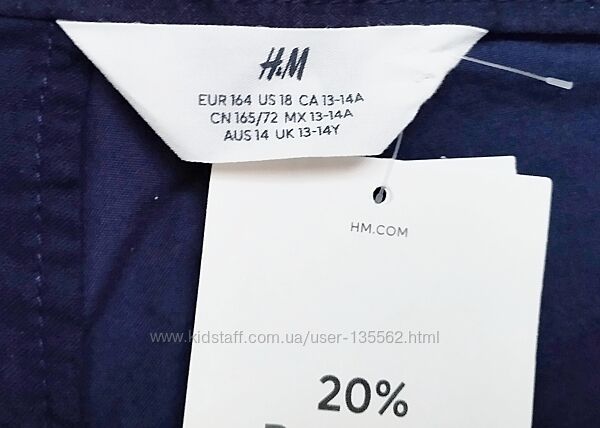 H&M
EUR 164 US 18 CA 13-14A
CN 165/72 MX 13-14A
AUS 14 UK 13-14Y
HM.COM
www.kidstaff.com.ua/user-135562.html
20%